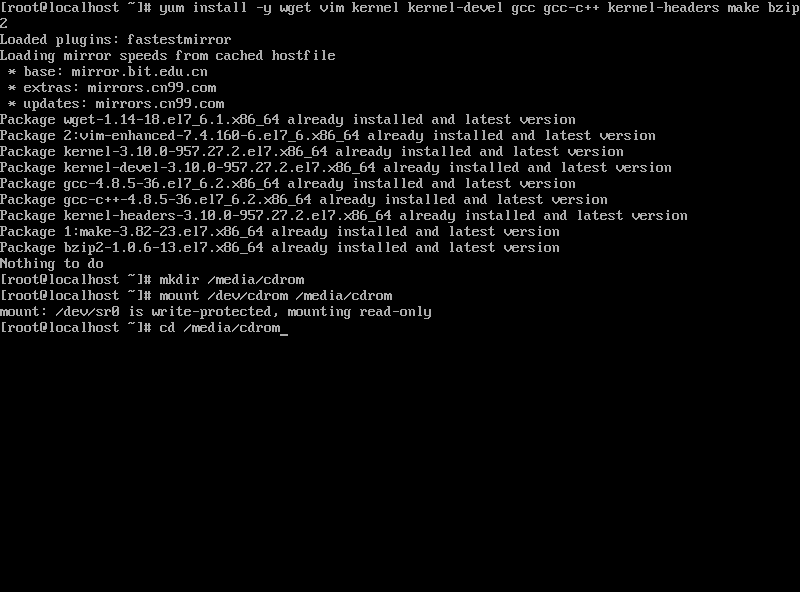 [root@localhost ~]# yum install -y wget vim kernel kernel-devel gcc gcc-c++ kernel-headers make bzip
2
Loaded plugins: fastestmirror
Loading mirror speeds from cached hostfile
 * base: mirror.bit.edu.cn
 * extras: mirrors.cn99.com
 * updates: mirrors.cn99.com
Package wget-1.14-18.el7_6.1.x86_64 already installed and latest version
Package 2:vim-enhanced-7.4.160-6.el7_6.x86_64 already installed and latest version
Package kernel-3.10.0-957.27.2.el7.x86_64 already installed and latest version
Package kernel-devel-3.10.0-957.27.2.el7.x86_64 already installed and latest version
Package gcc-4.8.5-36.el7_6.2.x86_64 already installed and latest version
Package gcc-c++-4.8.5-36.el7_6.2.x86_64 already installed and latest version
Package kernel-headers-3.10.0-957.27.2.el7.x86_64 already installed and latest version
Package 1:make-3.82-23.el7.x86_64 already installed and latest version
Package bzip2-1.0.6-13.el7.x86_64 already installed and latest version
Nothing to do
[root@localhost ~]# mkdir /media/cdrom
[root@localhost ~]# mount /dev/cdrom /media/cdrom
mount: /dev/sr0 is write-protected, mounting read-only
[root@localhost ~]# cd /media/cdrom_